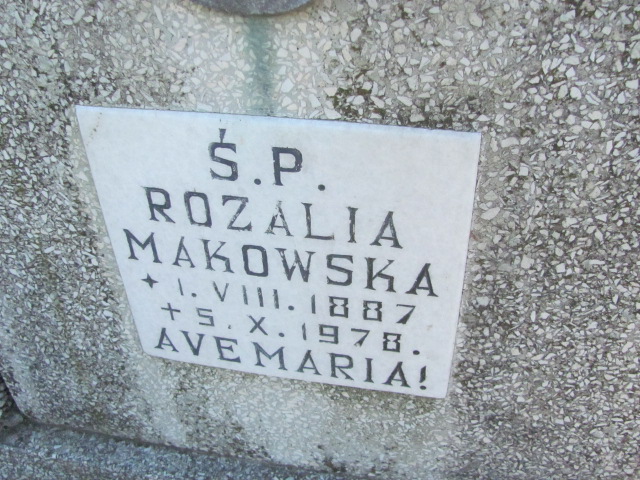 Ś.P.
ROZALIA
MAKOWSKA
* 1. VIII. 1887
+ 5. X. 1978.
AVE MARIA!